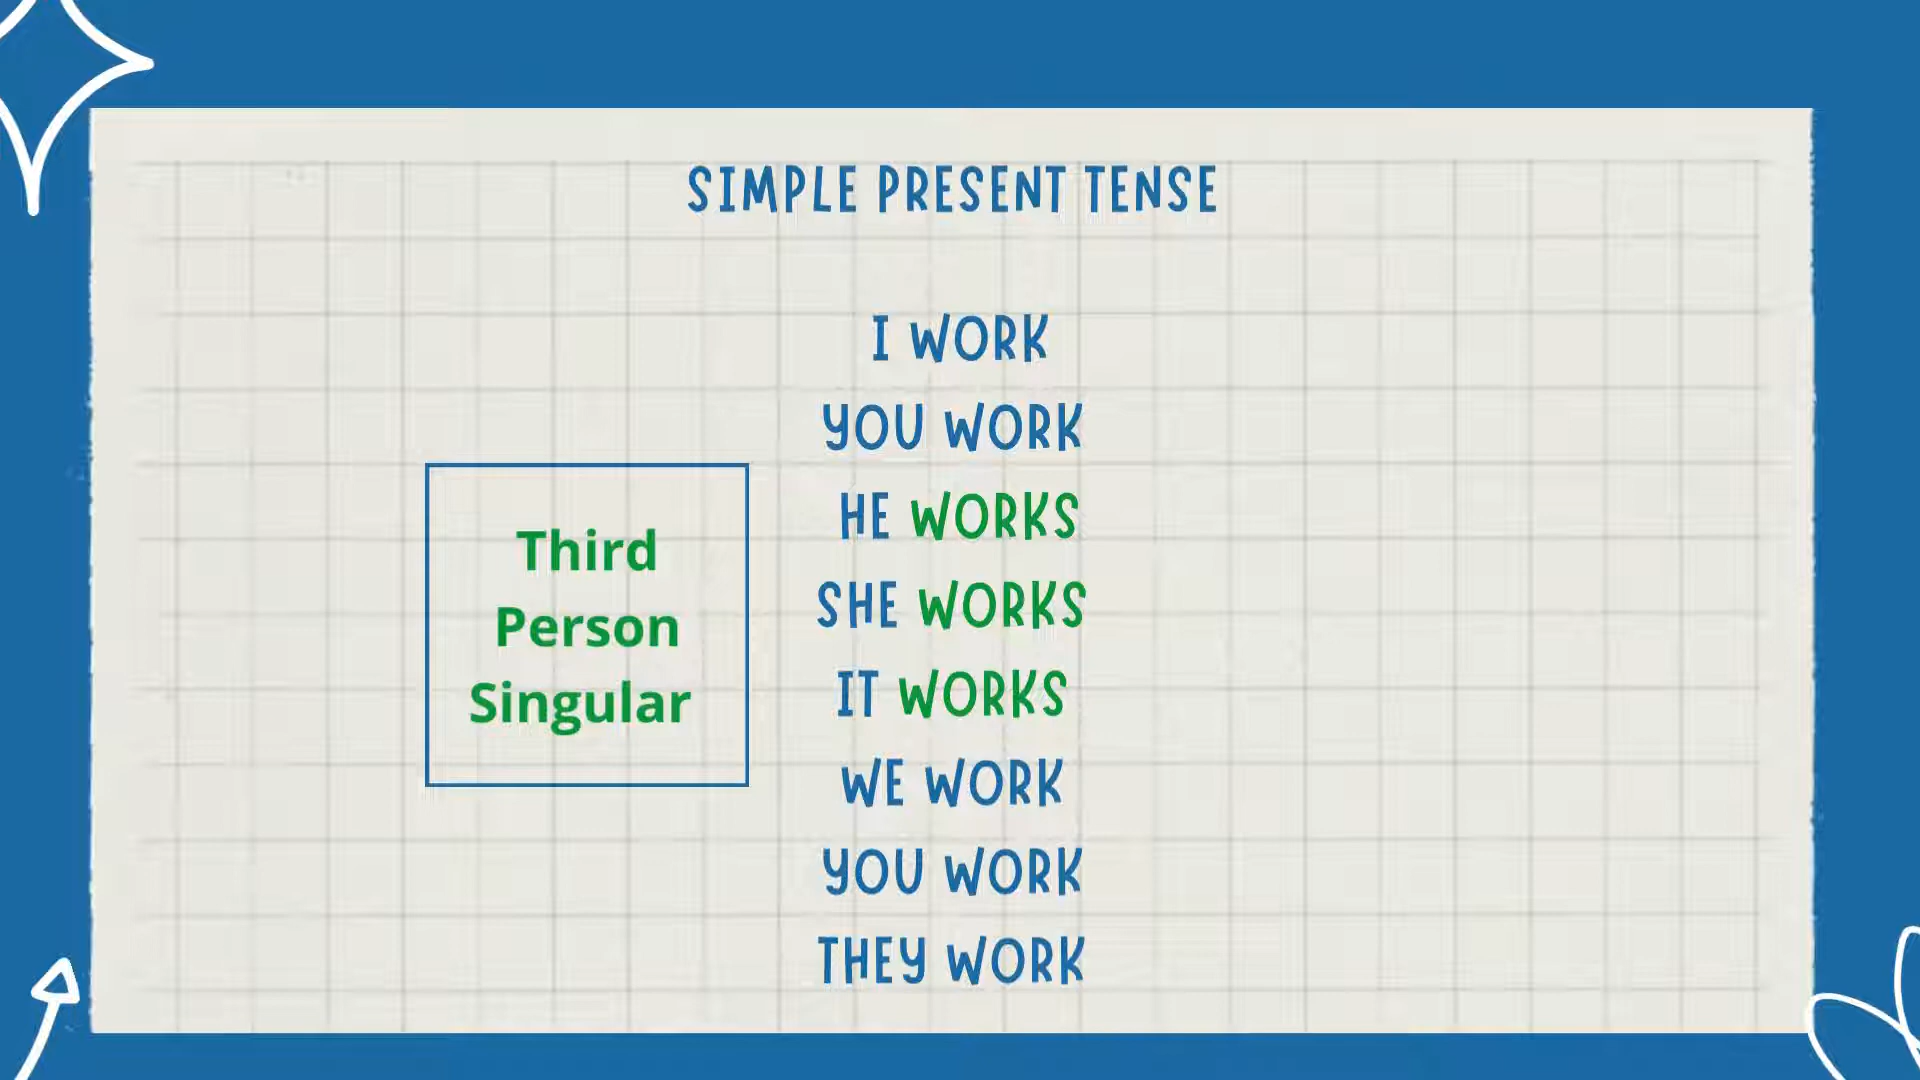 SIMPLE PRESENT TENSE
I WORK
YOU WORK
HE WORKS
SHE WORKS
IT WORKS
WE WORK
YOU WORK
THEY WORK
Third
Person
Singular